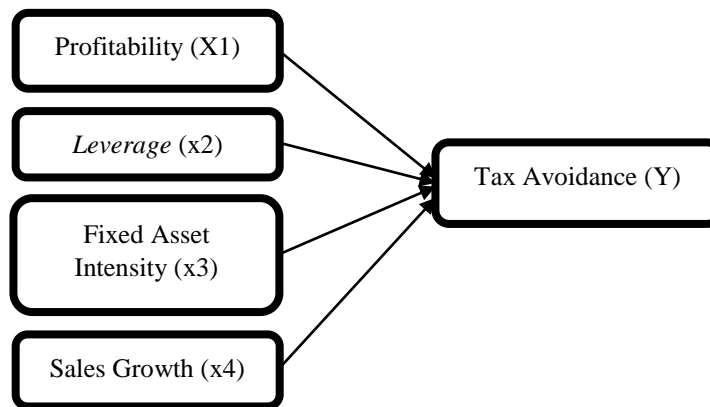 Profitability (X1)
Leverage (x2)
Tax Avoidance (Y)
Fixed Asset
Intensity (x3)
Sales Growth (x4)